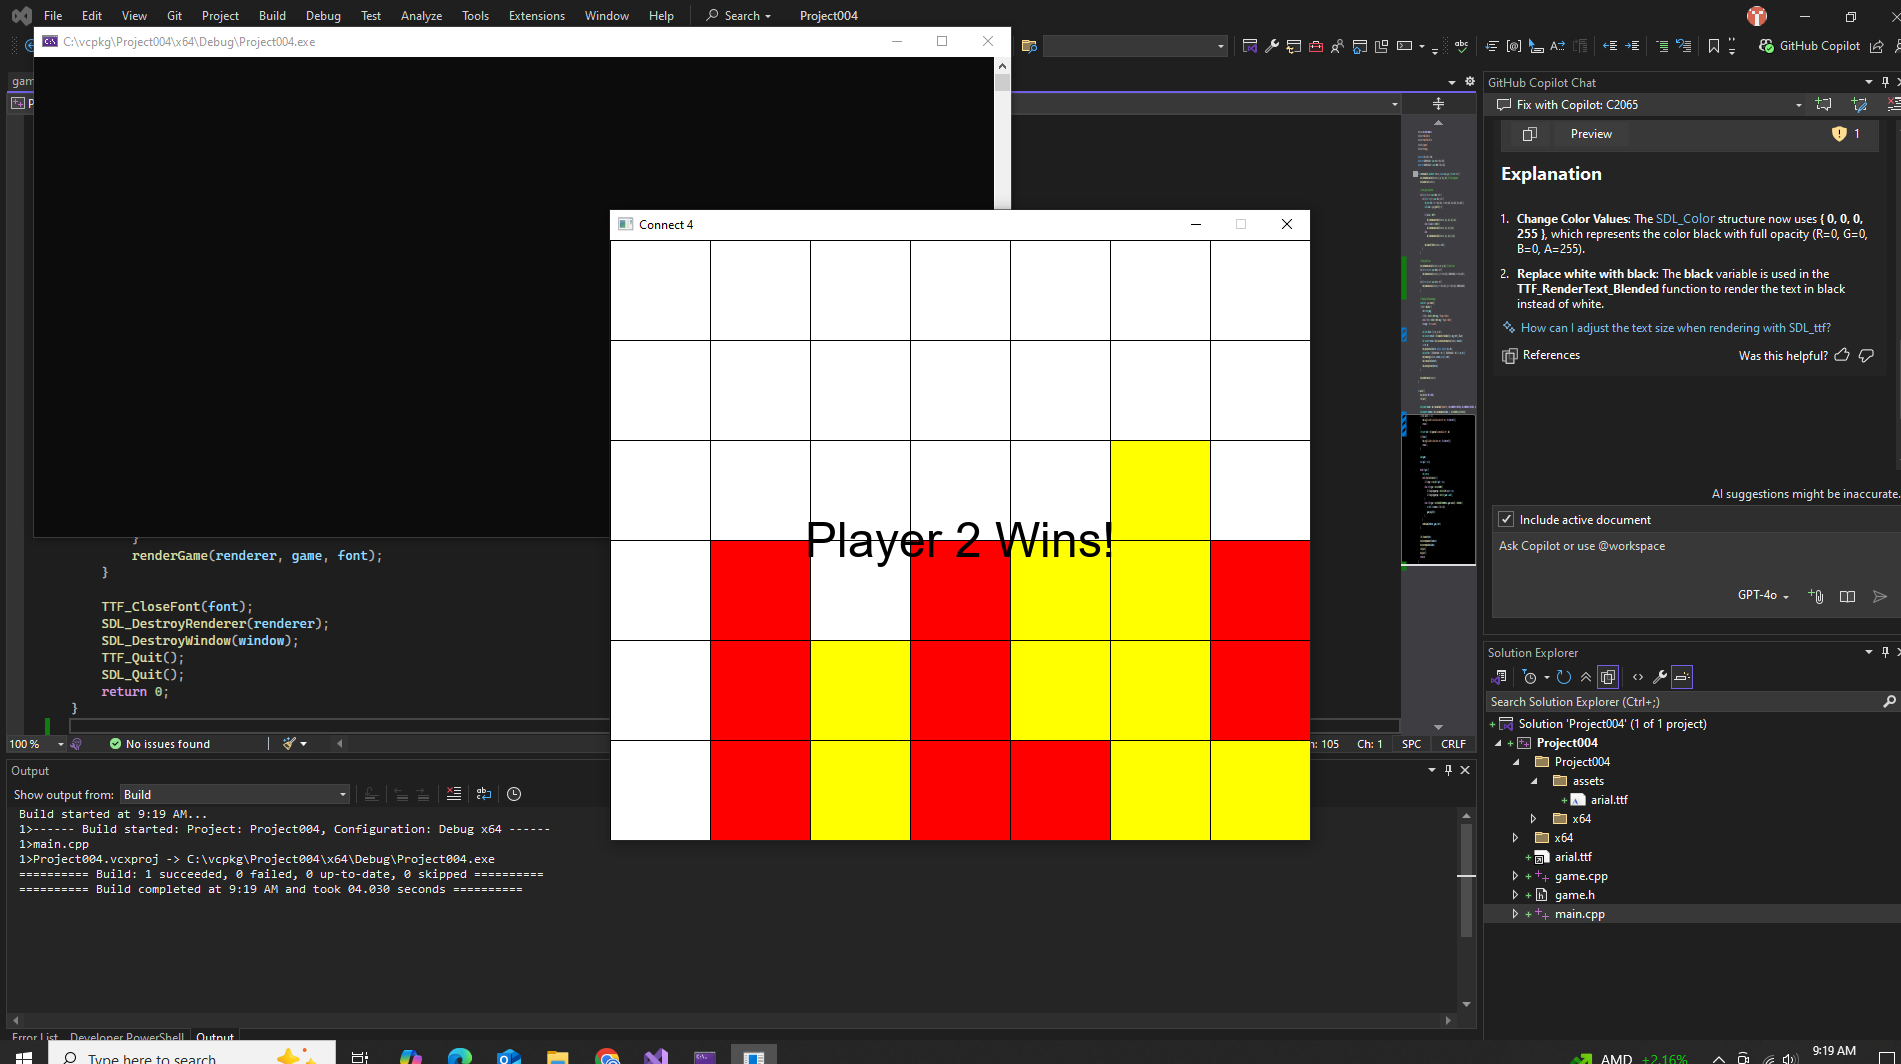 File Edit View Git Project Build Debug Test Analyze Tools Extensions Window Help Search Project004
C:\vcpkg\Project004\x64\Debug\Project004.exe
GitHub Copilot
GitHub Copilot Chat
Fix with Copilot: C2065
Preview
1
Explanation
1. Change Color Values: The SDL_Color structure now uses { 0, 0, 0,
255 }, which represents the color black with full opacity (R=0, G=0,
B=0, A=255).
2. Replace white with black: The black variable is used in the
TTF_RenderText_Blended function to render the text in black
instead of white.
How can I adjust the text size when rendering with SDL_ttf?
References
Was this helpful?
AI suggestions might be inaccurate.
Include active document
Ask Copilot or use @workspace
GPT-4o
Connect 4
Player 2 Wins!
}
renderGame(renderer, game, font);
}
TTF_CloseFont(font);
SDL_DestroyRenderer(renderer);
SDL_DestroyWindow(window);
TTF_Quit();
SDL_Quit();
return 0;
}
100 %
No issues found
105 Ch: 1 SPC CRLF
Output
Show output from: Build
Build started at 9:19 AM...
1>------ Build started: Project: Project004, Configuration: Debug x64 ------
1>main.cpp
1>Project004.vcxproj -> C:\vcpkg\Project004\x64\Debug\Project004.exe
========== Build: 1 succeeded, 0 failed, 0 up-to-date, 0 skipped ==========
========== Build completed at 9:19 AM and took 04.030 seconds ==========
Error List Developer PowerShell Output
Solution Explorer
Search Solution Explorer (Ctrl+;)
Solution 'Project004' (1 of 1 project)
Project004
Project004
assets
arial.ttf
x64
x64
arial.ttf
game.cpp
game.h
main.cpp
Type here to search
AMD +2.16%
9:19 AM